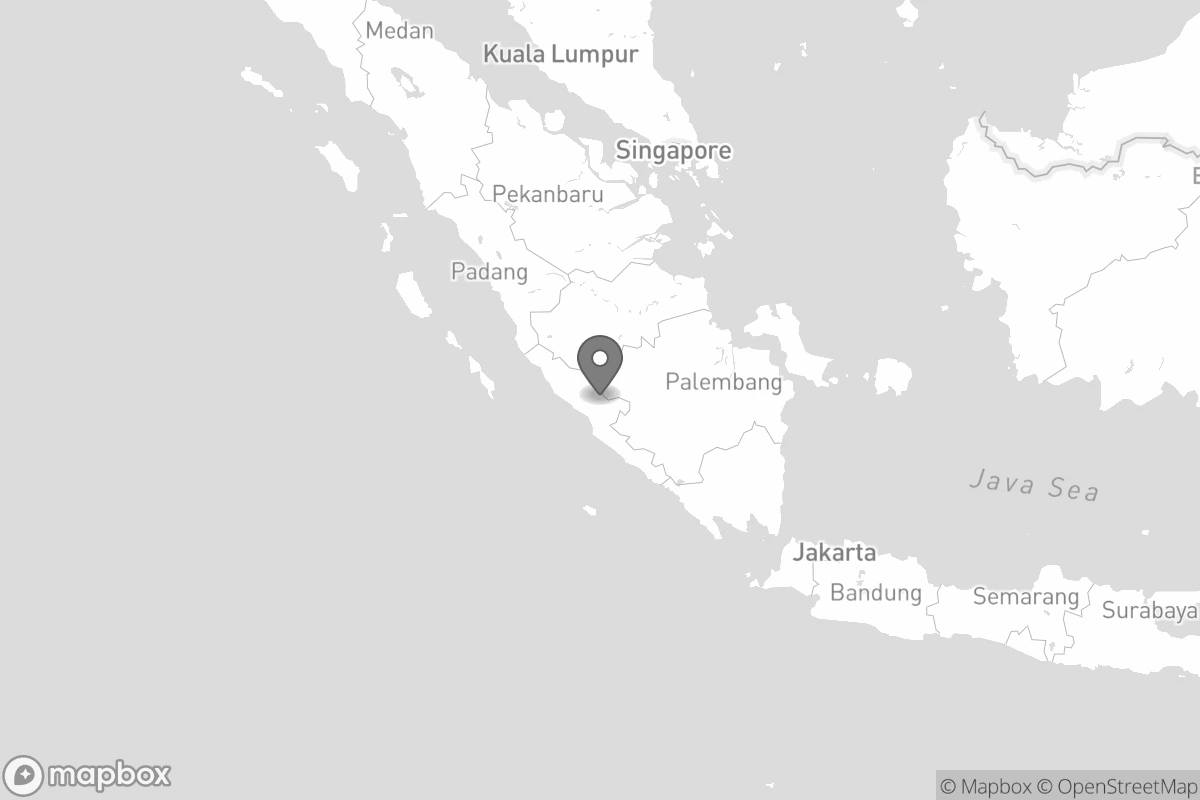 Medan
Kuala Lumpur
Singapore
Pekanbaru
Padang
Palembang
Java Sea
Jakarta
Bandung
Semarang
Surabaya
mapbox
© Mapbox © OpenStreetMap